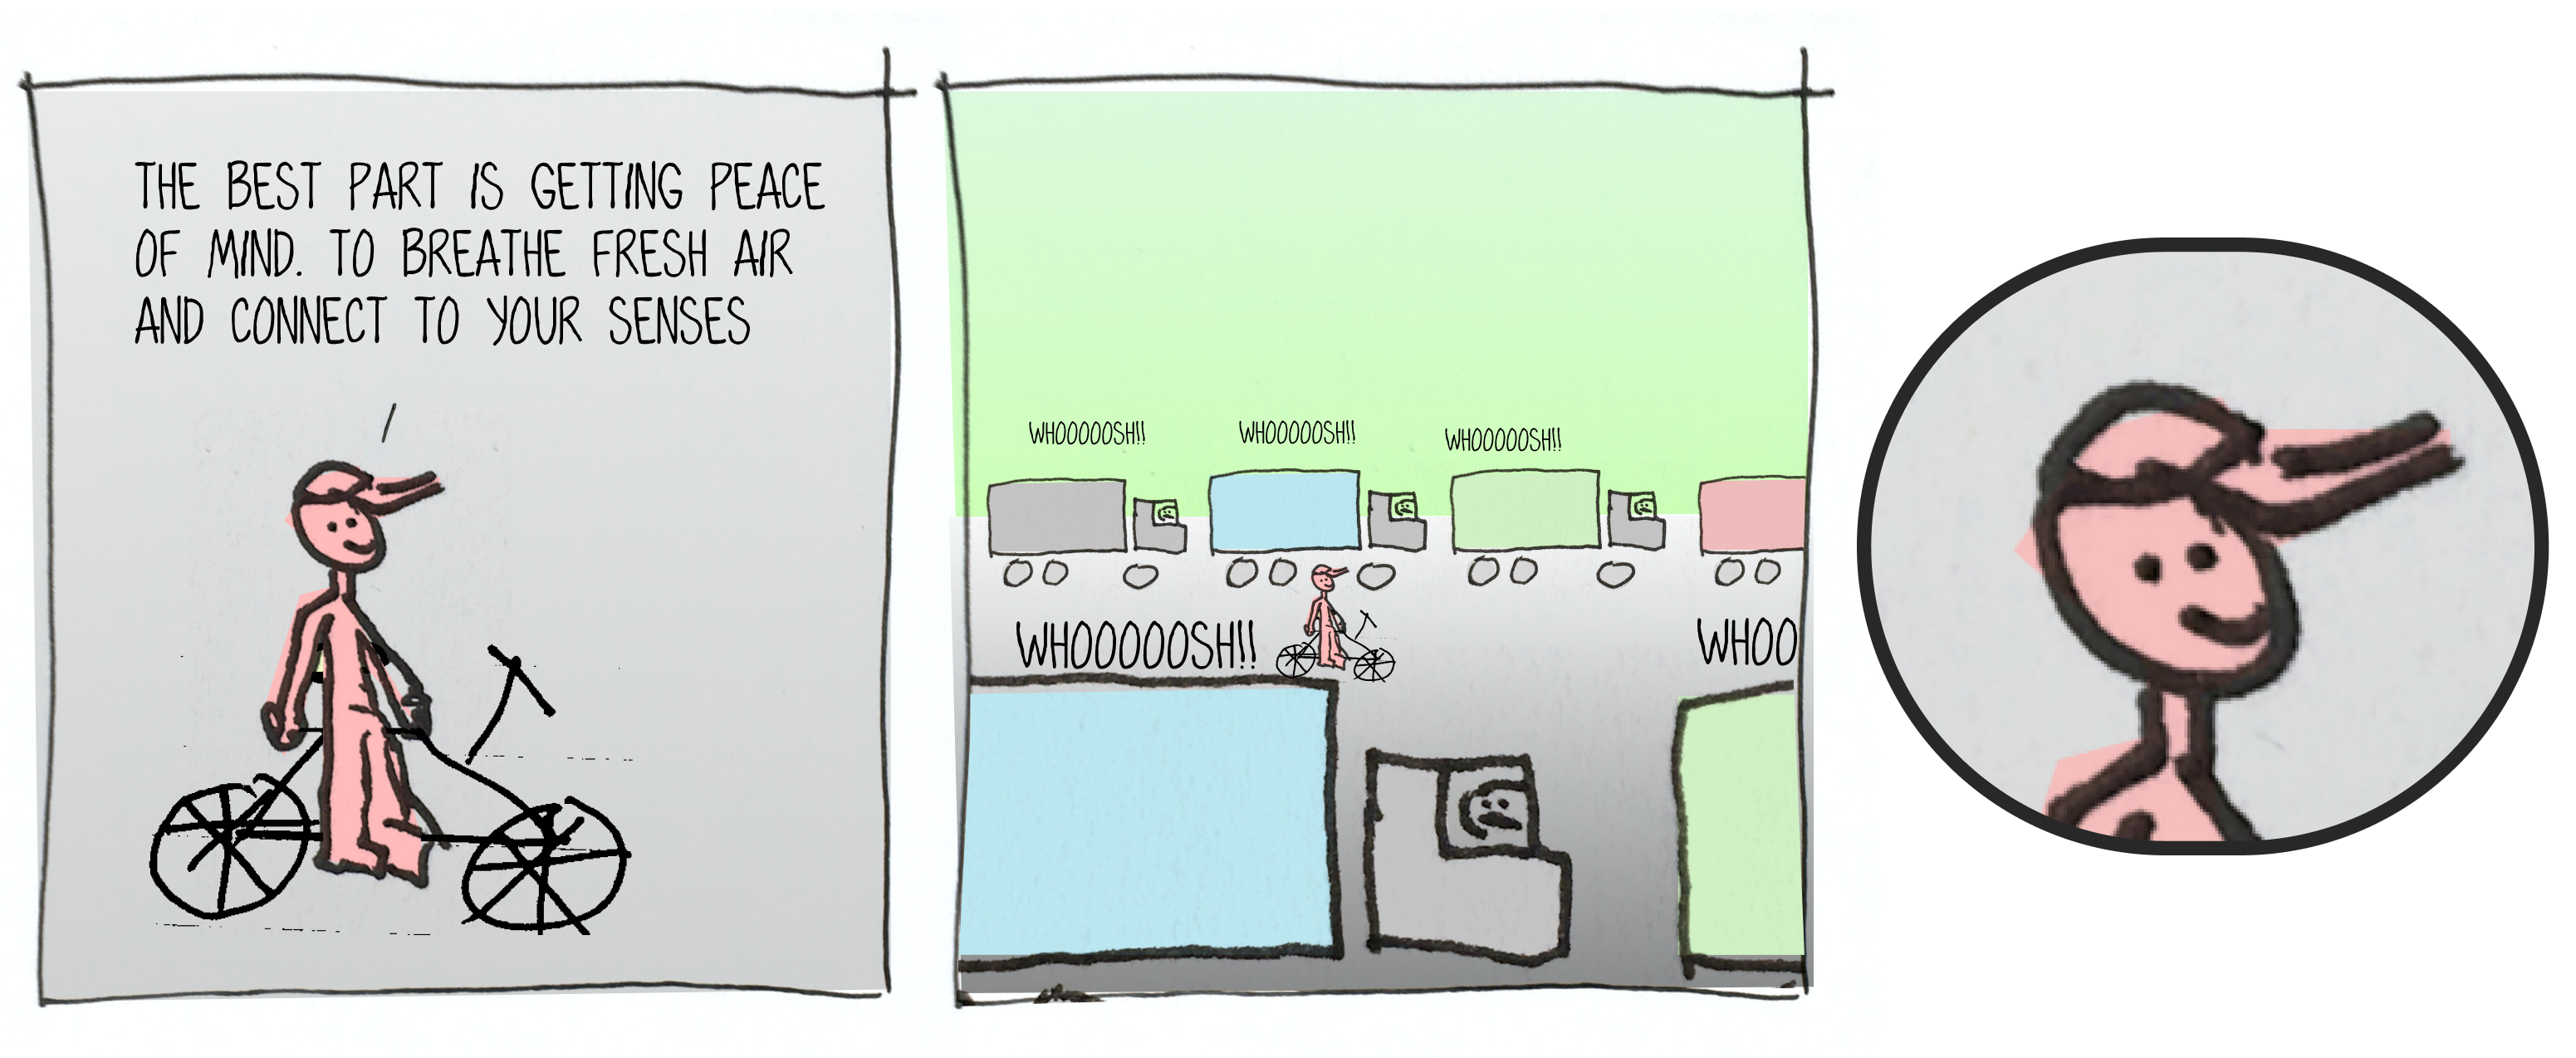 THE BEST PART IS GETTING PEACE
OF MIND. TO BREATHE FRESH AIR
AND CONNECT TO YOUR SENSES
WHOOOOOSH!!
WHOOOOOSH!!
WHOOOOOSH!!
WHOOOOOSH!!
WHOO